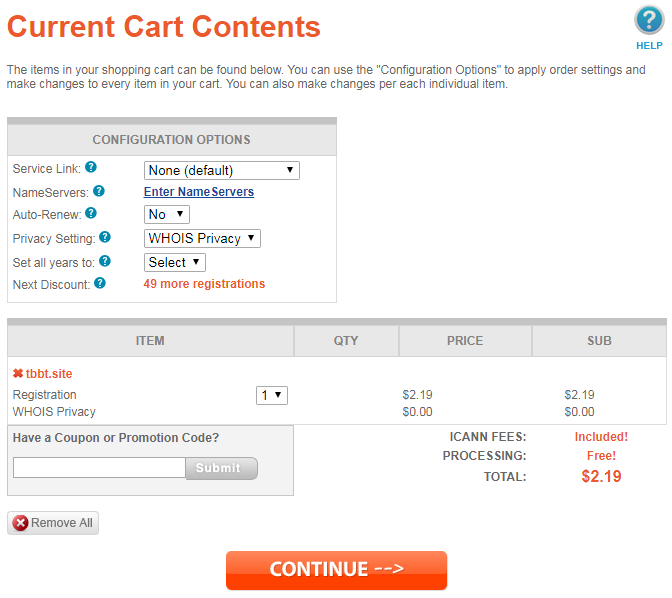 Current Cart Contents
?
HELP
The items in your shopping cart can be found below. You can use the "Configuration Options" to apply order settings and
make changes to every item in your cart. You can also make changes per each individual item.
CONFIGURATION OPTIONS
Service Link: ? None (default) ▼
NameServers: ? Enter NameServers
Auto-Renew: ? No ▼
Privacy Setting: ? WHOIS Privacy ▼
Set all years to: ? Select ▼
Next Discount: ? 49 more registrations
ITEM QTY PRICE SUB
✖ tbbt.site
Registration 1 ▼ $2.19 $2.19
WHOIS Privacy $0.00 $0.00
Have a Coupon or Promotion Code?
Submit
ICANN FEES: Included!
PROCESSING: Free!
TOTAL: $2.19
Remove All
CONTINUE -->